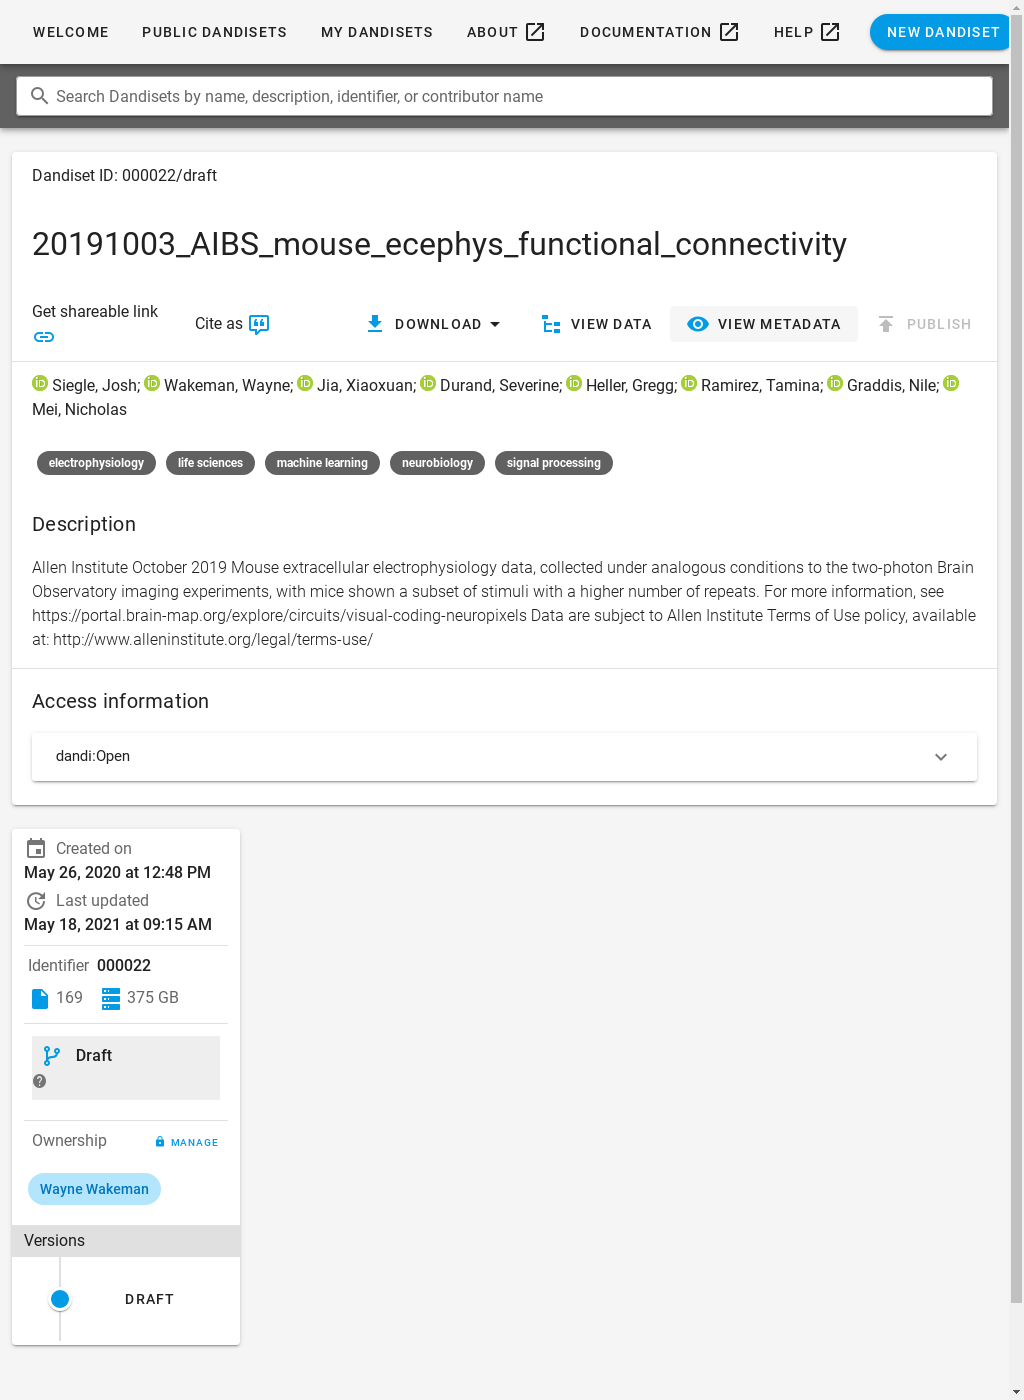 WELCOME PUBLIC DANDISETS MY DANDISETS ABOUT DOCUMENTATION HELP NEW DANDISET
Search Dandisets by name, description, identifier, or contributor name
Dandiset ID: 000022/draft
20191003_AIBS_mouse_ecephys_functional_connectivity
Get shareable link Cite as DOWNLOAD VIEW DATA VIEW METADATA PUBLISH
iD Siegle, Josh; iD Wakeman, Wayne; iD Jia, Xiaoxuan; iD Durand, Severine; iD Heller, Gregg; iD Ramirez, Tamina; iD Graddis, Nile; iD
Mei, Nicholas
electrophysiology life sciences machine learning neurobiology signal processing
Description
Allen Institute October 2019 Mouse extracellular electrophysiology data, collected under analogous conditions to the two-photon Brain
Observatory imaging experiments, with mice shown a subset of stimuli with a higher number of repeats. For more information, see
https://portal.brain-map.org/explore/circuits/visual-coding-neuropixels Data are subject to Allen Institute Terms of Use policy, available
at: http://www.alleninstitute.org/legal/terms-use/
Access information
dandi:Open
Created on
May 26, 2020 at 12:48 PM
Last updated
May 18, 2021 at 09:15 AM
Identifier 000022
169 375 GB
Draft
?
Ownership MANAGE
Wayne Wakeman
Versions
DRAFT